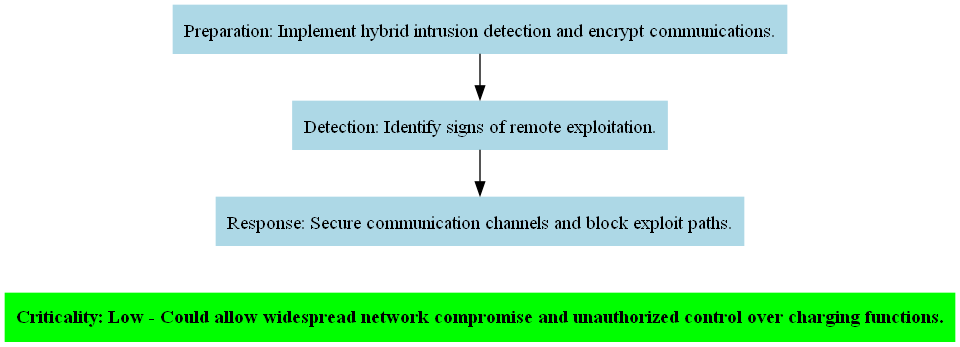 Preparation: Implement hybrid intrusion detection and encrypt communications.
Detection: Identify signs of remote exploitation.
Response: Secure communication channels and block exploit paths.
Criticality: Low - Could allow widespread network compromise and unauthorized control over charging functions.